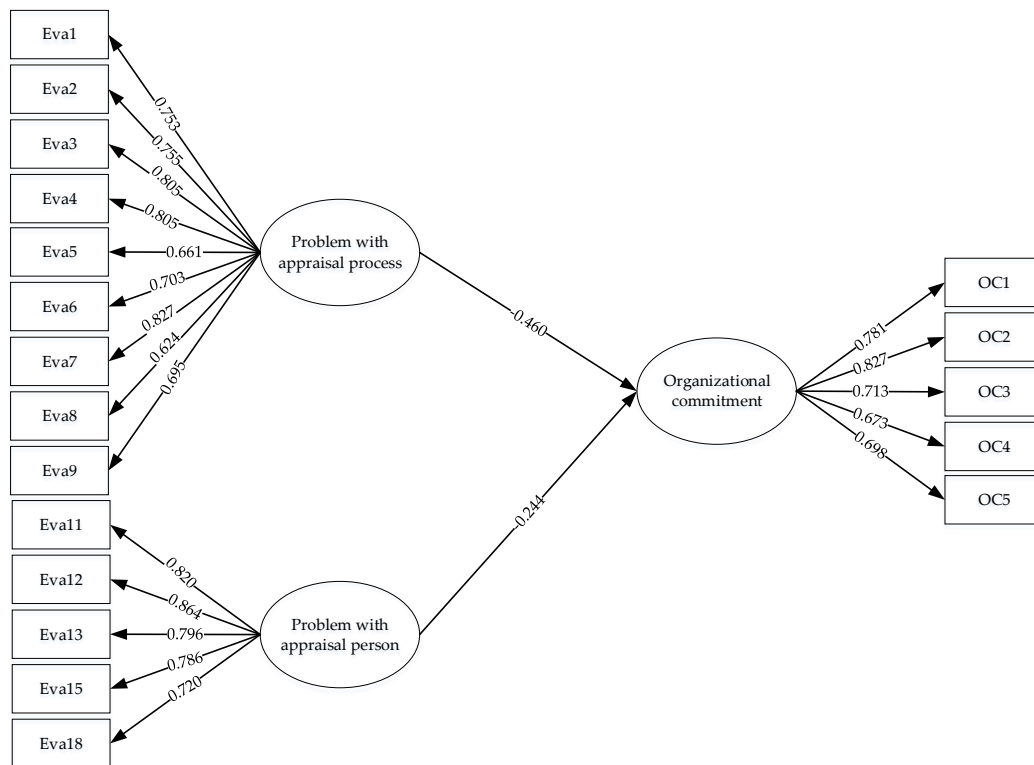 Eva1
Eva2
Eva3
Eva4
Eva5
Eva6
Eva7
Eva8
Eva9
Eva11
Eva12
Eva13
Eva15
Eva18
0.753
0.755
0.805
0.805
0.661
0.703
0.827
0.624
0.695
0.820
0.864
0.796
0.786
0.720
Problem with
appraisal process
Problem with
appraisal person
-0.460
-0.244
Organizational
commitment
0.781
0.827
0.713
0.673
0.698
OC1
OC2
OC3
OC4
OC5